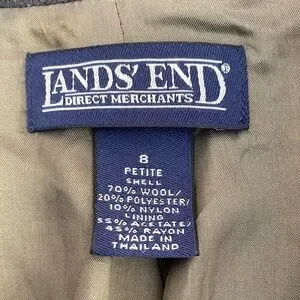 LANDS' END®
DIRECT MERCHANTS
8
PETITE
SHELL
70% WOOL/
20% POLYESTER/
10% NYLON
LINING
55% ACETATE/
45% RAYON
MADE IN
THAILAND